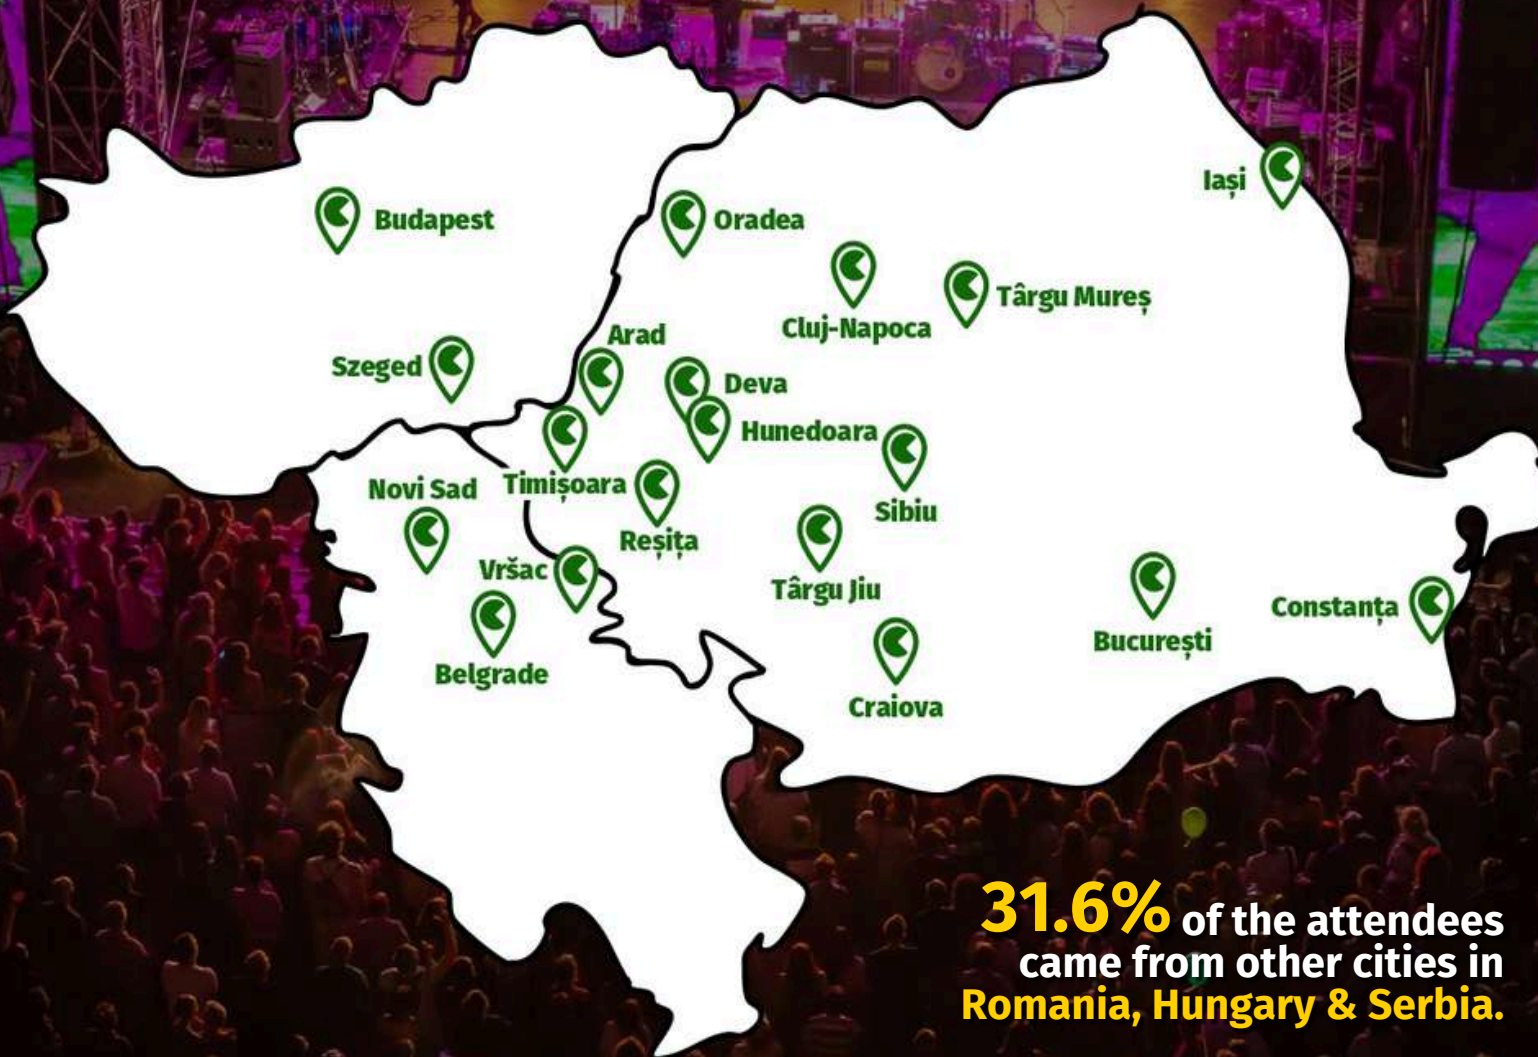 Iași
Budapest
Oradea
Târgu Mureș
Cluj-Napoca
Arad
Szeged
Deva
Hunedoara
Novi Sad
Timișoara
Sibiu
Reșița
Vršac
Târgu Jiu
Constanța
București
Belgrade
Craiova
31.6% of the attendees
came from other cities in
Romania, Hungary & Serbia.